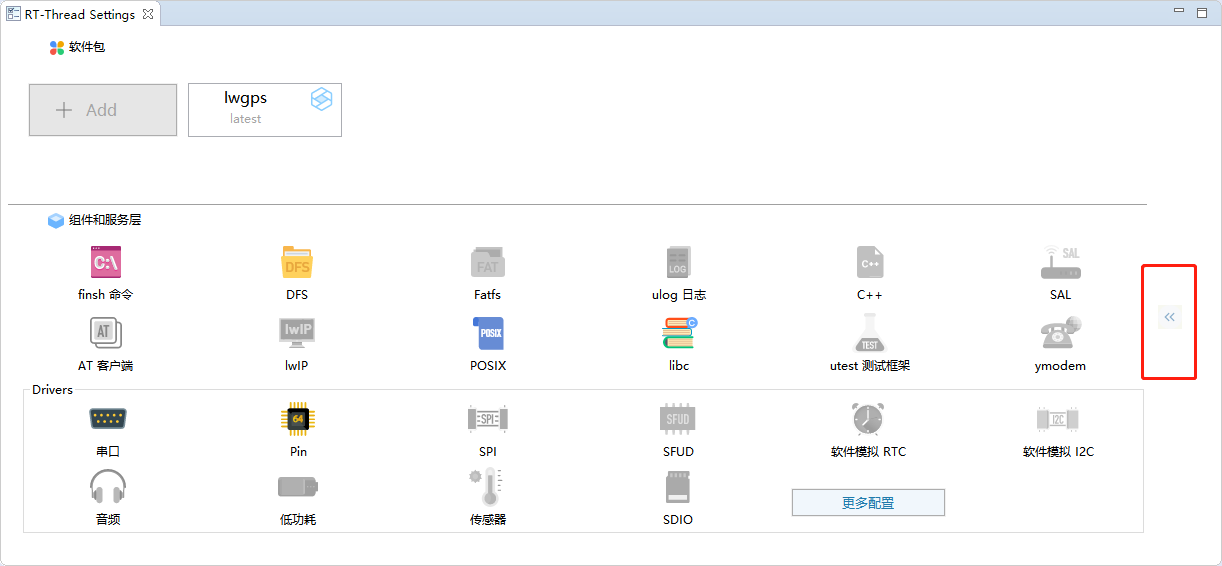 RT-Thread Settings
软件包
+ Add
lwgps
latest
组件和服务层
C:\ DFS FAT LOG C++ SAL
finsh 命令 DFS Fatfs ulog 日志 C++ SAL
AT lwIP POSIX C TEST
AT 客户端 lwIP POSIX libc utest 测试框架 ymodem
Drivers
64 SPI SFUD I2C
串口 Pin SPI SFUD 软件模拟 RTC 软件模拟 I2C
音频 低功耗 传感器 SDIO
更多配置
«